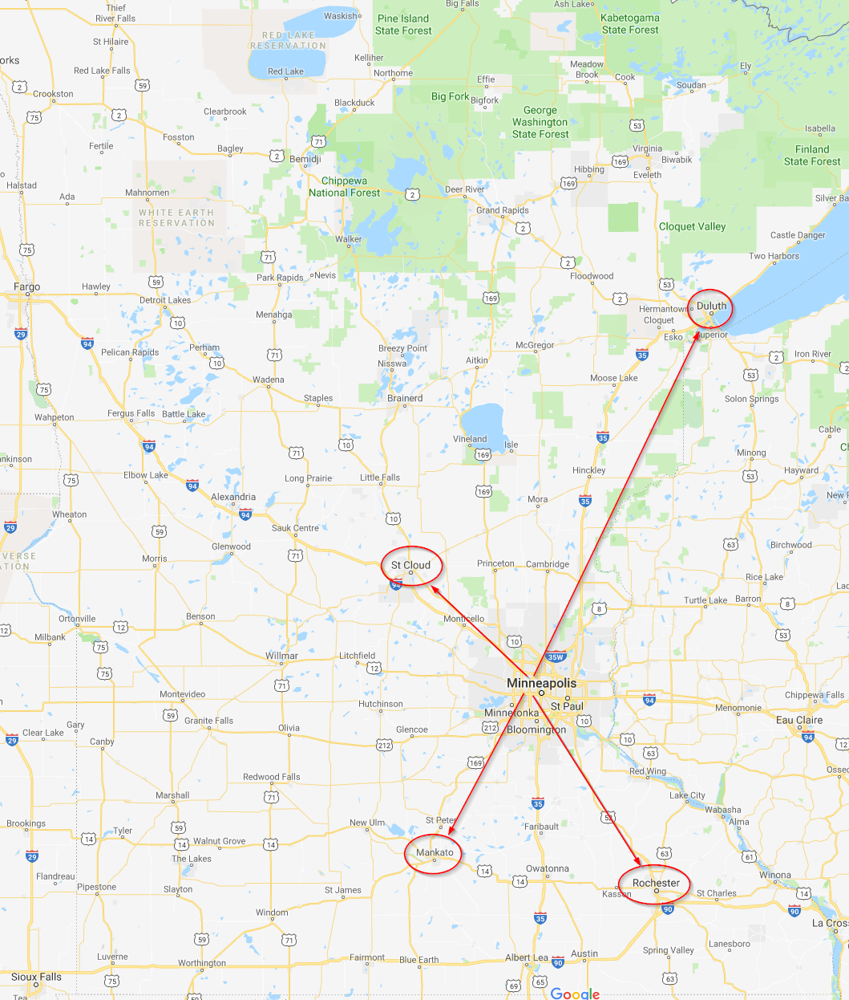 Thief
River Falls
St Hilaire
orks
Red Lake Falls
Crookston
Fertile
Fosston
Clearbrook
Bagley
Halstad
Ada
Mahnomen
WHITE EARTH
RESERVATION
RED LAKE
RESERVATION
Waskish
Red Lake
Kelliher
Northome
Blackduck
Bemidji
Pine Island
State Forest
Big Falls
Ash Lake
Kabetogama
State Forest
Effie
Big Fork
Bigfork
Meadow
Brook
Cook
Ely
Soudan
George
Washington
State Forest
Isabella
Finland
State Forest
Virginia
Biwabik
Eveleth
Hibbing
Chippewa
National Forest
Deer River
Grand Rapids
Walker
Silver Ba
Cloquet Valley
Castle Danger
Two Harbors
Floodwood
Hermantown
Duluth
Cloquet
Esko
uperior
Iron River
Solon Springs
Fargo
Hawley
Detroit Lakes
Park Rapids
Nevis
Menahga
Pelican Rapids
Perham
Wadena
Staples
Breezy Point
Nisswa
Brainerd
Aitkin
McGregor
Moose Lake
Wahpeton
Fergus Falls
Battle Lake
Vineland
Isle
Cable
Minong
Hayward
Hinckley
nkinson
Elbow Lake
Long Prairie
Little Falls
Alexandria
Mora
New P
Wheaton
Sauk Centre
Glenwood
Morris
VERSE
ATION
St Cloud
Princeton
Cambridge
Birchwood
Rice Lake
Turtle Lake
Barron
Ortonville
Benson
Monticello
Milbank
Willmar
Litchfield
Minneapolis
St Paul
Minnetonka
Bloomington
Montevideo
Hutchinson
Chippewa Falls
Menomonie
Eau Claire
Gary
Clear Lake
Granite Falls
Canby
Olivia
Glencoe
Red Wing
Osseo
Redwood Falls
Marshall
Lake City
Wabasha
Alma
Brookings
Tyler
New Ulm
St Peter
Faribault
Walnut Grove
The Lakes
Mankato
Owatonna
Winona
Flandreau
Pipestone
Slayton
St James
Kasson
Rochester
St Charles
La Cross
Windom
Lanesboro
Luverne
Worthington
Fairmont
Blue Earth
Albert Lea
Austin
Spring Valley
Sioux Falls
Tea
Google